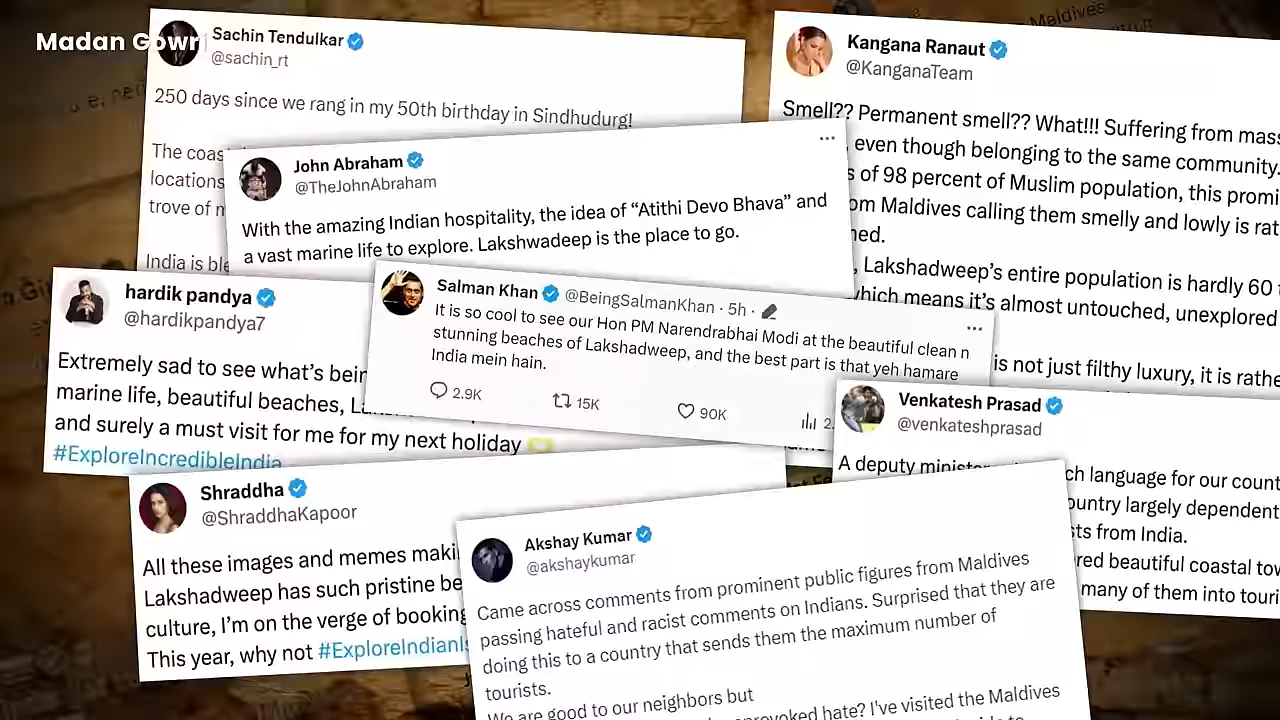 Madan Gowri
Sachin Tendulkar
@sachin_rt
250 days since we rang in my 50th birthday in Sindhudurg!
The coas
locations
trove of
India is ble
Kangana Ranaut
@KanganaTeam
Smell?? Permanent smell?? What!!! Suffering from mass
, even though belonging to the same community.
s of 98 percent of Muslim population, this promi
om Maldives calling them smelly and lowly is rat
ned.
, Lakshadweep’s entire population is hardly 60
which means it’s almost untouched, unexplored
is not just filthy luxury, it is rathe
John Abraham
@TheJohnAbraham
With the amazing Indian hospitality, the idea of “Atithi Devo Bhava” and
a vast marine life to explore. Lakshwadeep is the place to go.
Salman Khan @BeingSalmanKhan · 5h ·
It is so cool to see our Hon PM Narendrabhai Modi at the beautiful clean n
stunning beaches of Lakshadweep, and the best part is that yeh hamare
India mein hain.
2.9K 15K 90K 2.
hardik pandya
@hardikpandya7
Extremely sad to see what’s bein
marine life, beautiful beaches, L
and surely a must visit for me for my next holiday
#ExploreIncredibleIndia
Venkatesh Prasad
@venkateshprasad
A deputy minister ch language for our count
ountry largely dependent
sts from India.
red beautiful coastal tow
many of them into touri
Shraddha
@ShraddhaKapoor
All these images and memes maki
Lakshadweep has such pristine be
culture, I’m on the verge of booking
This year, why not #ExploreIndianIs
Akshay Kumar
@akshaykumar
Came across comments from prominent public figures from Maldives
passing hateful and racist comments on Indians. Surprised that they are
doing this to a country that sends them the maximum number of
tourists.
We are good to our neighbors but
unprovoked hate? I've visited the Maldives
Maldives